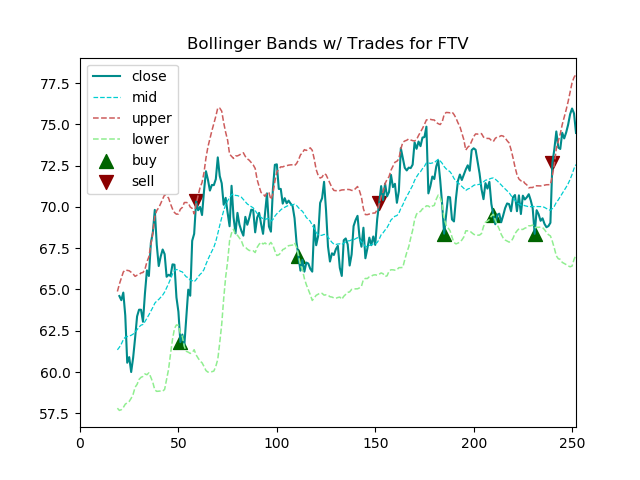 Bollinger Bands w/ Trades for FTV
close
mid
upper
lower
buy
sell
77.5
75.0
72.5
70.0
67.5
65.0
62.5
60.0
57.5
0 50 100 150 200 250